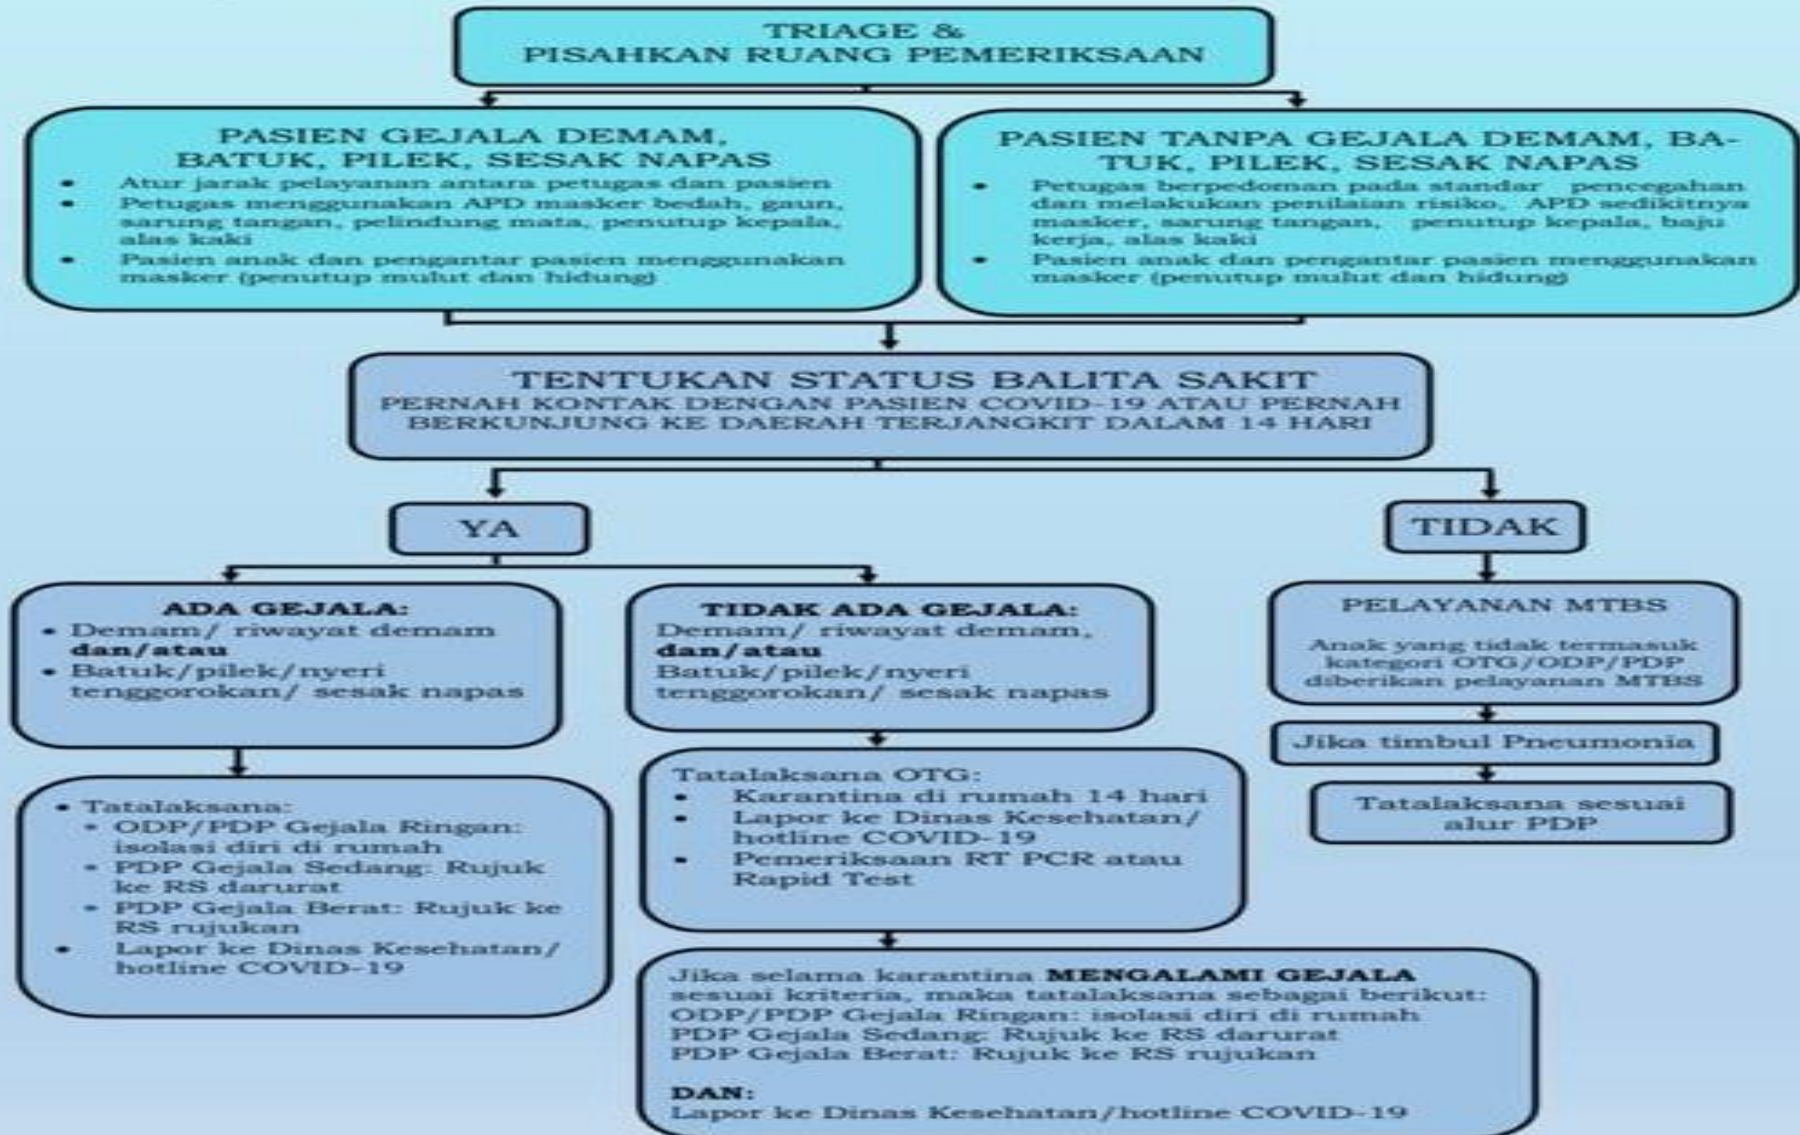 TRIAGE &
PISAHKAN RUANG PEMERIKSAAN
PASIEN GEJALA DEMAM,
BATUK, PILEK, SESAK NAPAS
• Atur jarak pelayanan antara petugas dan pasien
• Petugas menggunakan APD masker bedah, gaun,
sarung tangan, pelindung mata, penutup kepala,
alas kaki
• Pasien anak dan pengantar pasien menggunakan
masker (penutup mulut dan hidung)
PASIEN TANPA GEJALA DEMAM, BA-
TUK, PILEK, SESAK NAPAS
• Petugas berpedoman pada standar pencegahan
dan melakukan penilaian risiko, APD sedikitnya
masker, sarung tangan, penutup kepala, baju
kerja, alas kaki
• Pasien anak dan pengantar pasien menggunakan
masker (penutup mulut dan hidung)
TENTUKAN STATUS BALITA SAKIT
PERNAH KONTAK DENGAN PASIEN COVID-19 ATAU PERNAH
BERKUNJUNG KE DAERAH TERJANGKIT DALAM 14 HARI
YA
TIDAK
ADA GEJALA:
• Demam/ riwayat demam
dan/atau
• Batuk/pilek/nyeri
tenggorokan/ sesak napas
• Tatalaksana:
• ODP/PDP Gejala Ringan:
isolasi diri di rumah
• PDP Gejala Sedang: Rujuk
ke RS darurat
• PDP Gejala Berat: Rujuk ke
RS rujukan
• Lapor ke Dinas Kesehatan/
hotline COVID-19
TIDAK ADA GEJALA:
Demam/ riwayat demam,
dan/atau
Batuk/pilek/nyeri
tenggorokan/ sesak napas
Tatalaksana OTG:
• Karantina di rumah 14 hari
• Lapor ke Dinas Kesehatan/
hotline COVID-19
• Pemeriksaan RT PCR atau
Rapid Test
Jika selama karantina MENGALAMI GEJALA
sesuai kriteria, maka tatalaksana sebagai berikut:
ODP/PDP Gejala Ringan: isolasi diri di rumah
PDP Gejala Sedang: Rujuk ke RS darurat
PDP Gejala Berat: Rujuk ke RS rujukan
DAN:
Lapor ke Dinas Kesehatan/hotline COVID-19
PELAYANAN MTBS
Anak yang tidak termasuk
kategori OTG/ODP/PDP
diberikan pelayanan MTBS
Jika timbul Pneumonia
Tatalaksana sesuai
alur PDP